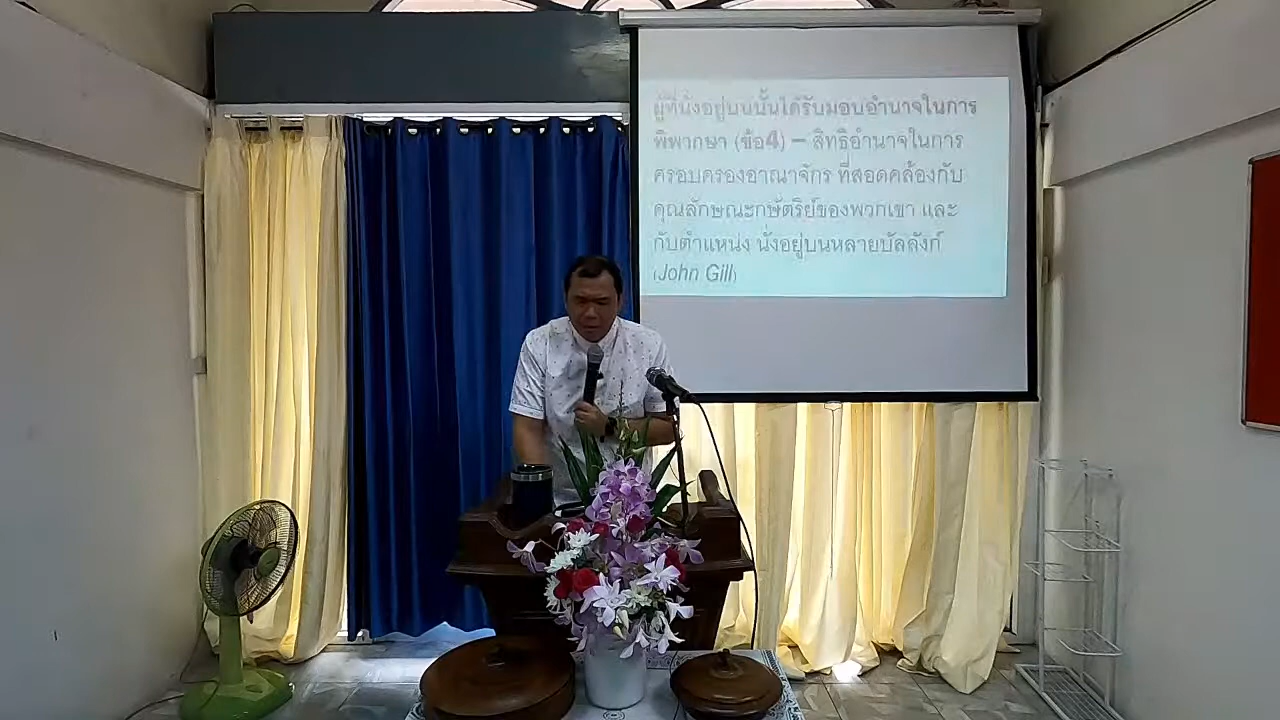 ผู้ที่นั่งอยู่บนนั้นได้รับมอบอำนาจในการ
พิพากษา (ข้อ4) – สิทธิอำนาจในการ
ครอบครองอาณาจักร ที่สอดคล้องกับ
คุณลักษณะกษัตริย์ของพวกเขา และ
กับตำแหน่ง นั่งอยู่บนหลายบัลลังก์
(John Gill)